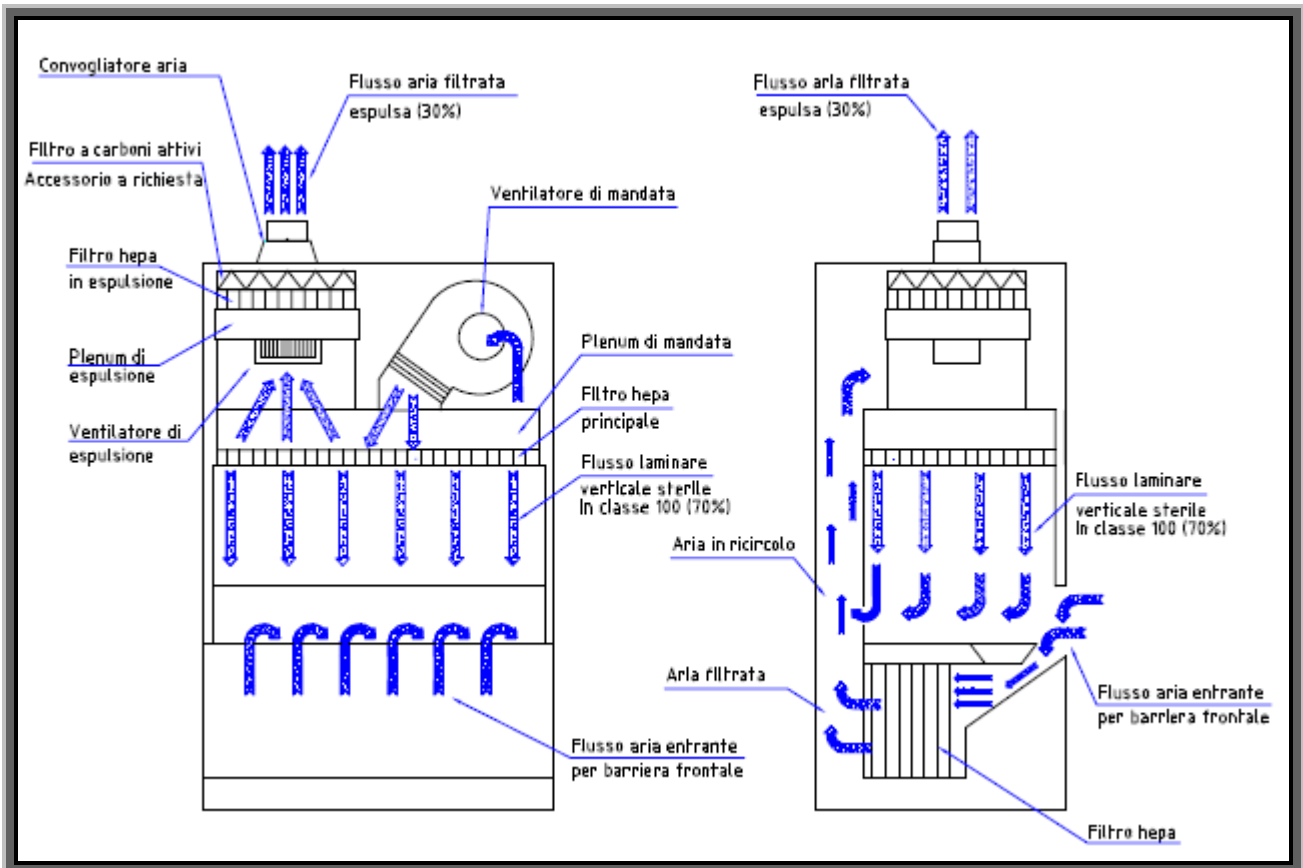 Convogliatore aria
Flusso aria filtrata
espulsa (30%)
Filtro a carboni attivi
Accessorio a richiesta
Ventilatore di mandata
Filtro hepa
in espulsione
Plenum di
espulsione
Plenum di mandata
Filtro hepa
principale
Ventilatore di
espulsione
Flusso laminare
verticale sterile
In classe 100 (70%)
Flusso aria entrante
per barriera frontale
Flusso aria filtrata
espulsa (30%)
Flusso laminare
verticale sterile
In classe 100 (70%)
Aria in ricircolo
Aria filtrata
Flusso aria entrante
per barriera frontale
Filtro hepa